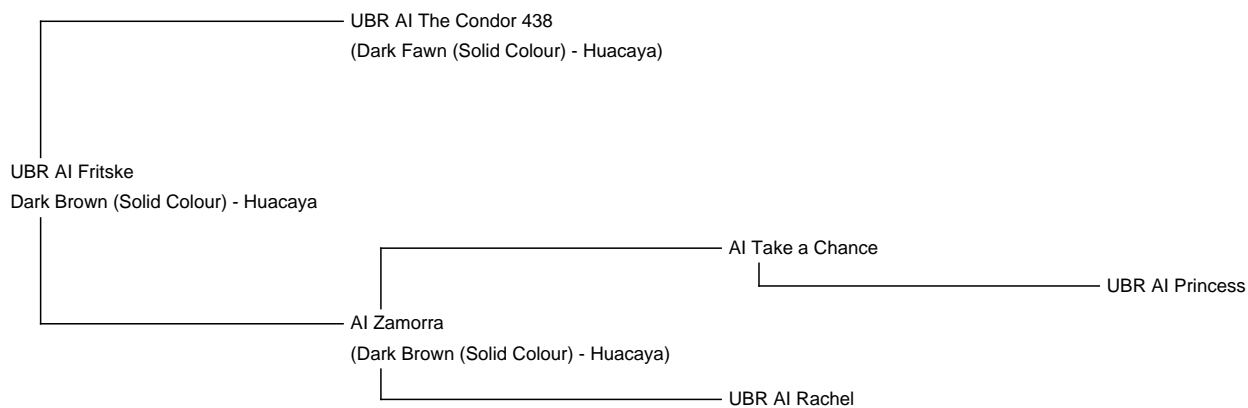 UBR AI The Condor 438
(Dark Fawn (Solid Colour) - Huacaya)
UBR AI Fritske
Dark Brown (Solid Colour) - Huacaya
AI Take a Chance
UBR AI Princess
AI Zamorra
(Dark Brown (Solid Colour) - Huacaya)
UBR AI Rachel